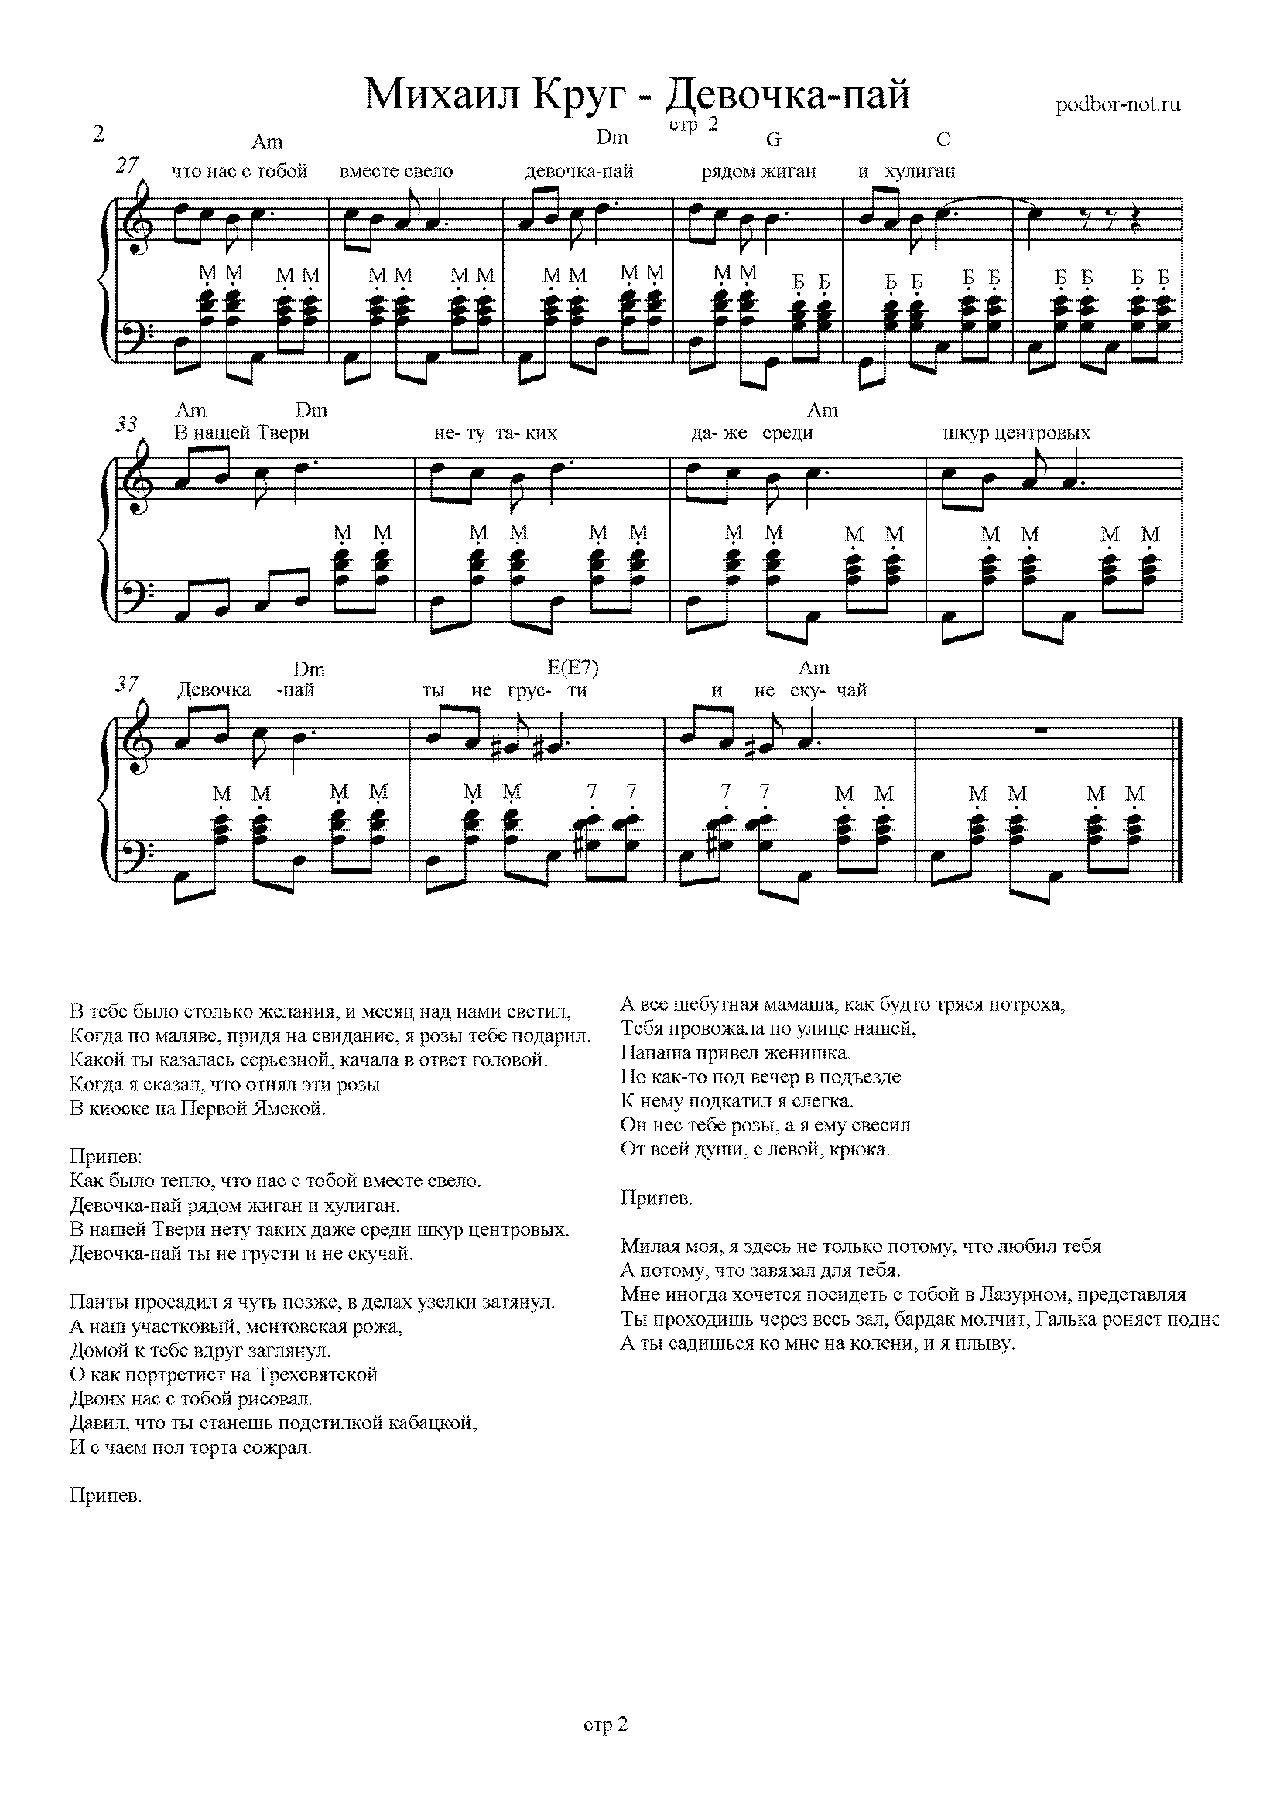 Михаил Круг - Девочка-пай
podbor-not.ru
стр 2
2
Am Dm G C
27
что нас с тобой вместе свело девочка-пай рядом жиган и хулиган
М М М М М М М М М М М М М М Б Б Б Б Б Б Б Б Б Б
Am Dm Am
33
В нашей Твери не- ту та- ких да- же среди шкур центровых
М М М М М М М М М М М М М М
Dm E(E7) Am
37
Девочка -пай ты не грус- ти и не ску- чай
М М М М М М 7 7 7 7 М М М М М М
В тебе было столько желания, и месяц над нами светил,
Когда по маляве, придя на свидание, я розы тебе подарил.
Какой ты казалась серьезной, качала в ответ головой.
Когда я сказал, что отнял эти розы
В киоске на Первой Ямской.
Припев:
Как было тепло, что нас с тобой вместе свело.
Девочка-пай рядом жиган и хулиган.
В нашей Твери нету таких даже среди шкур центровых.
Девочка-пай ты не грусти и не скучай.
Панты просадил я чуть позже, в делах узелки затянул.
А наш участковый, ментовская рожа,
Домой к тебе вдруг заглянул.
О как портретист на Трехсвятской
Двоих нас с тобой рисовал.
Давил, что ты станешь подстилкой кабацкой,
И с чаем пол торта сожрал.
Припев.
А все шебутная мамаша, как будто тряся потроха,
Тебя провожала по улице нашей,
Папаша привел женишка.
Но как-то под вечер в подъезде
К нему подкатил я слегка.
Он нес тебе розы, а я ему свесил
От всей души, с левой, крюка.
Припев.
Милая моя, я здесь не только потому, что любил тебя
А потому, что завязал для тебя.
Мне иногда хочется посидеть с тобой в Лазурном, представляя
Ты проходишь через весь зал, бардак молчит, Галька роняет подно
А ты садишься ко мне на колени, и я плыву.
стр 2